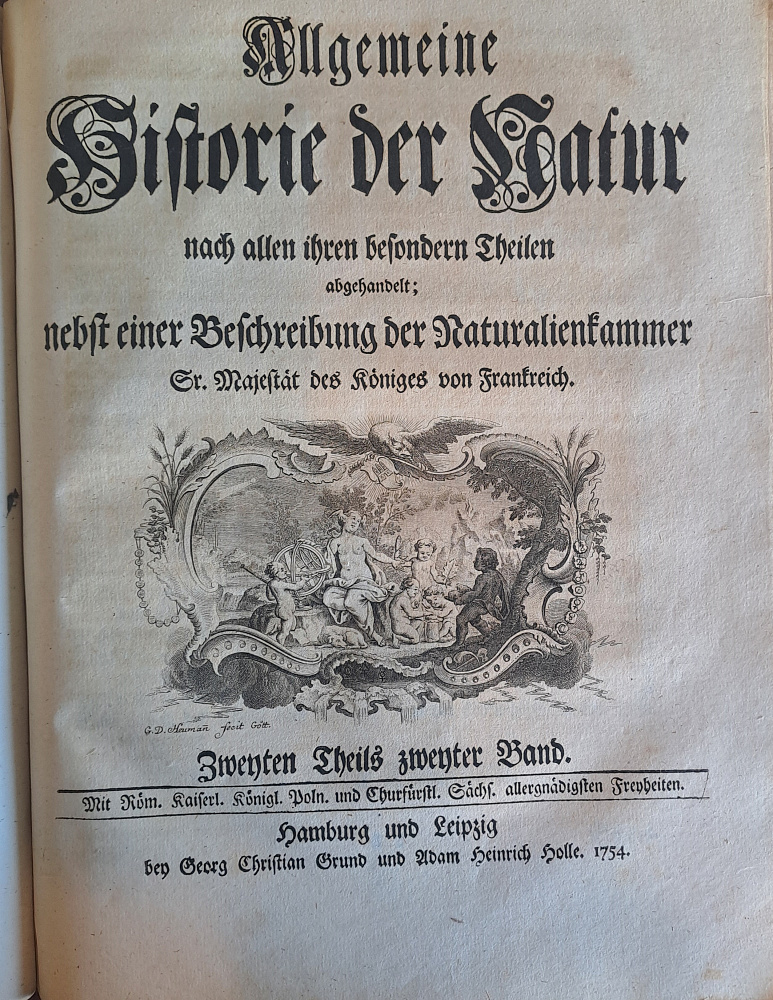 Allgemeine
Historie der Natur
nach allen ihren besondern Theilen
abgehandelt;
nebst einer Beschreibung der Naturalienkammer
Sr. Majestät des Königes von Frankreich.
G. D. Heuman̄ fecit Gött.
Zweyten Theils zweyter Band.
Mit Röm. Kaiserl. Königl. Poln. und Churfürstl. Sächs. allergnädigsten Freyheiten.
Hamburg und Leipzig
bey Georg Christian Grund und Adam Heinrich Holle. 1754.